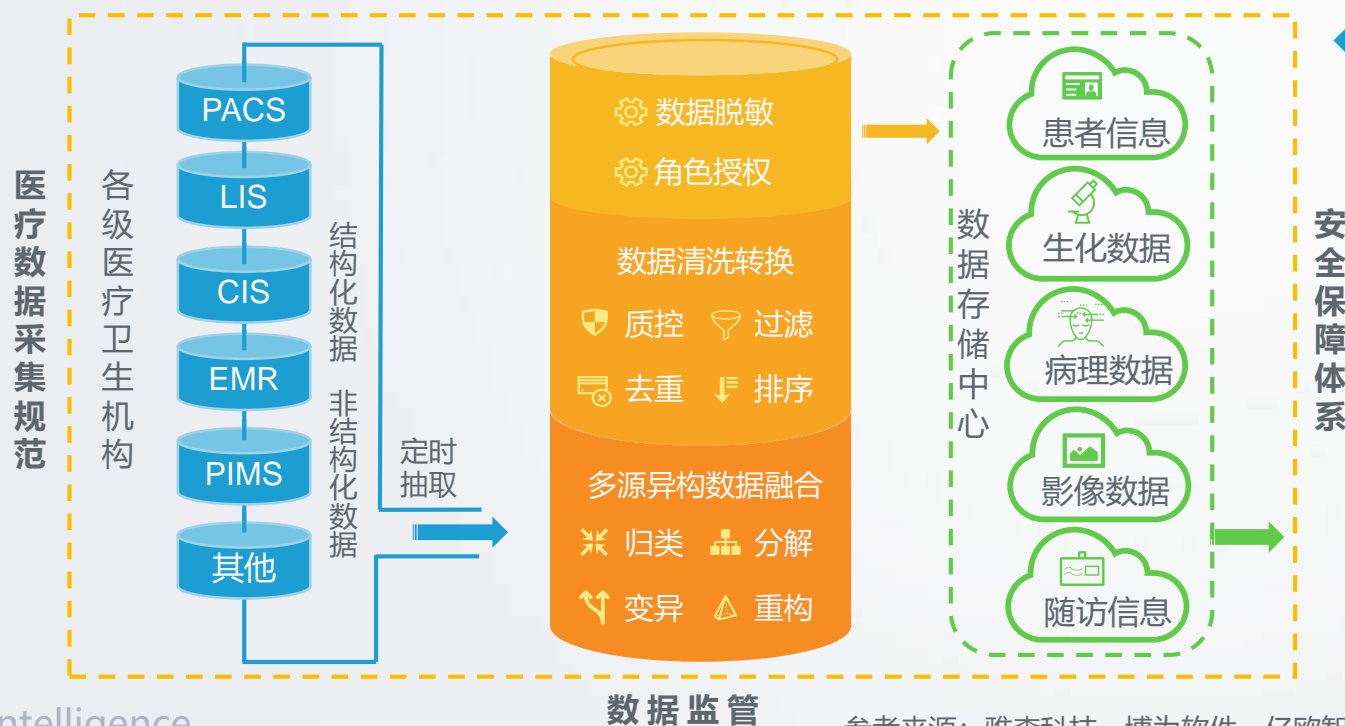 医疗数据采集规范
各级医疗卫生机构
PACS
LIS
CIS
EMR
PIMS
其他
结构化数据 非结构化数据
定时
抽取
数据脱敏
角色授权
数据清洗转换
质控 过滤
去重 排序
多源异构数据融合
归类 分解
变异 重构
数据存储中心
患者信息
生化数据
病理数据
影像数据
随访信息
安全保障体系
数据监管
ntelligence